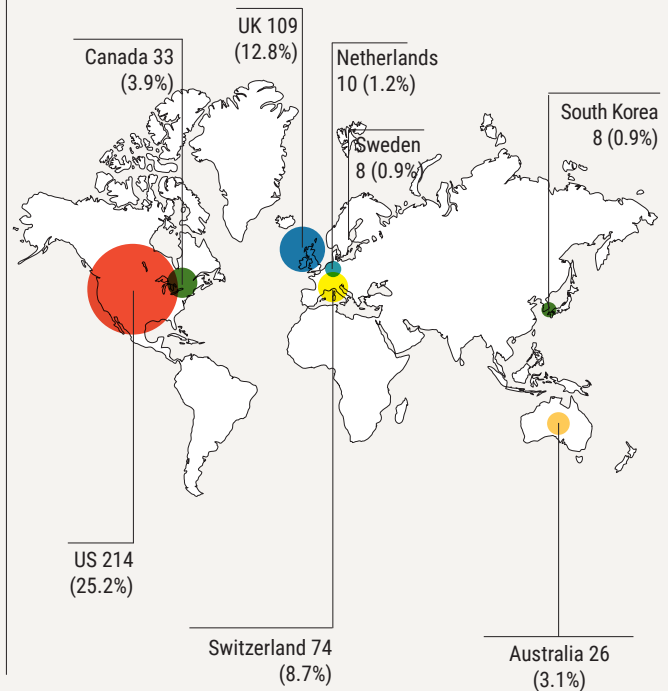 UK 109
(12.8%)
Canada 33
(3.9%)
Netherlands
10 (1.2%)
Sweden
8 (0.9%)
South Korea
8 (0.9%)
US 214
(25.2%)
Switzerland 74
(8.7%)
Australia 26
(3.1%)